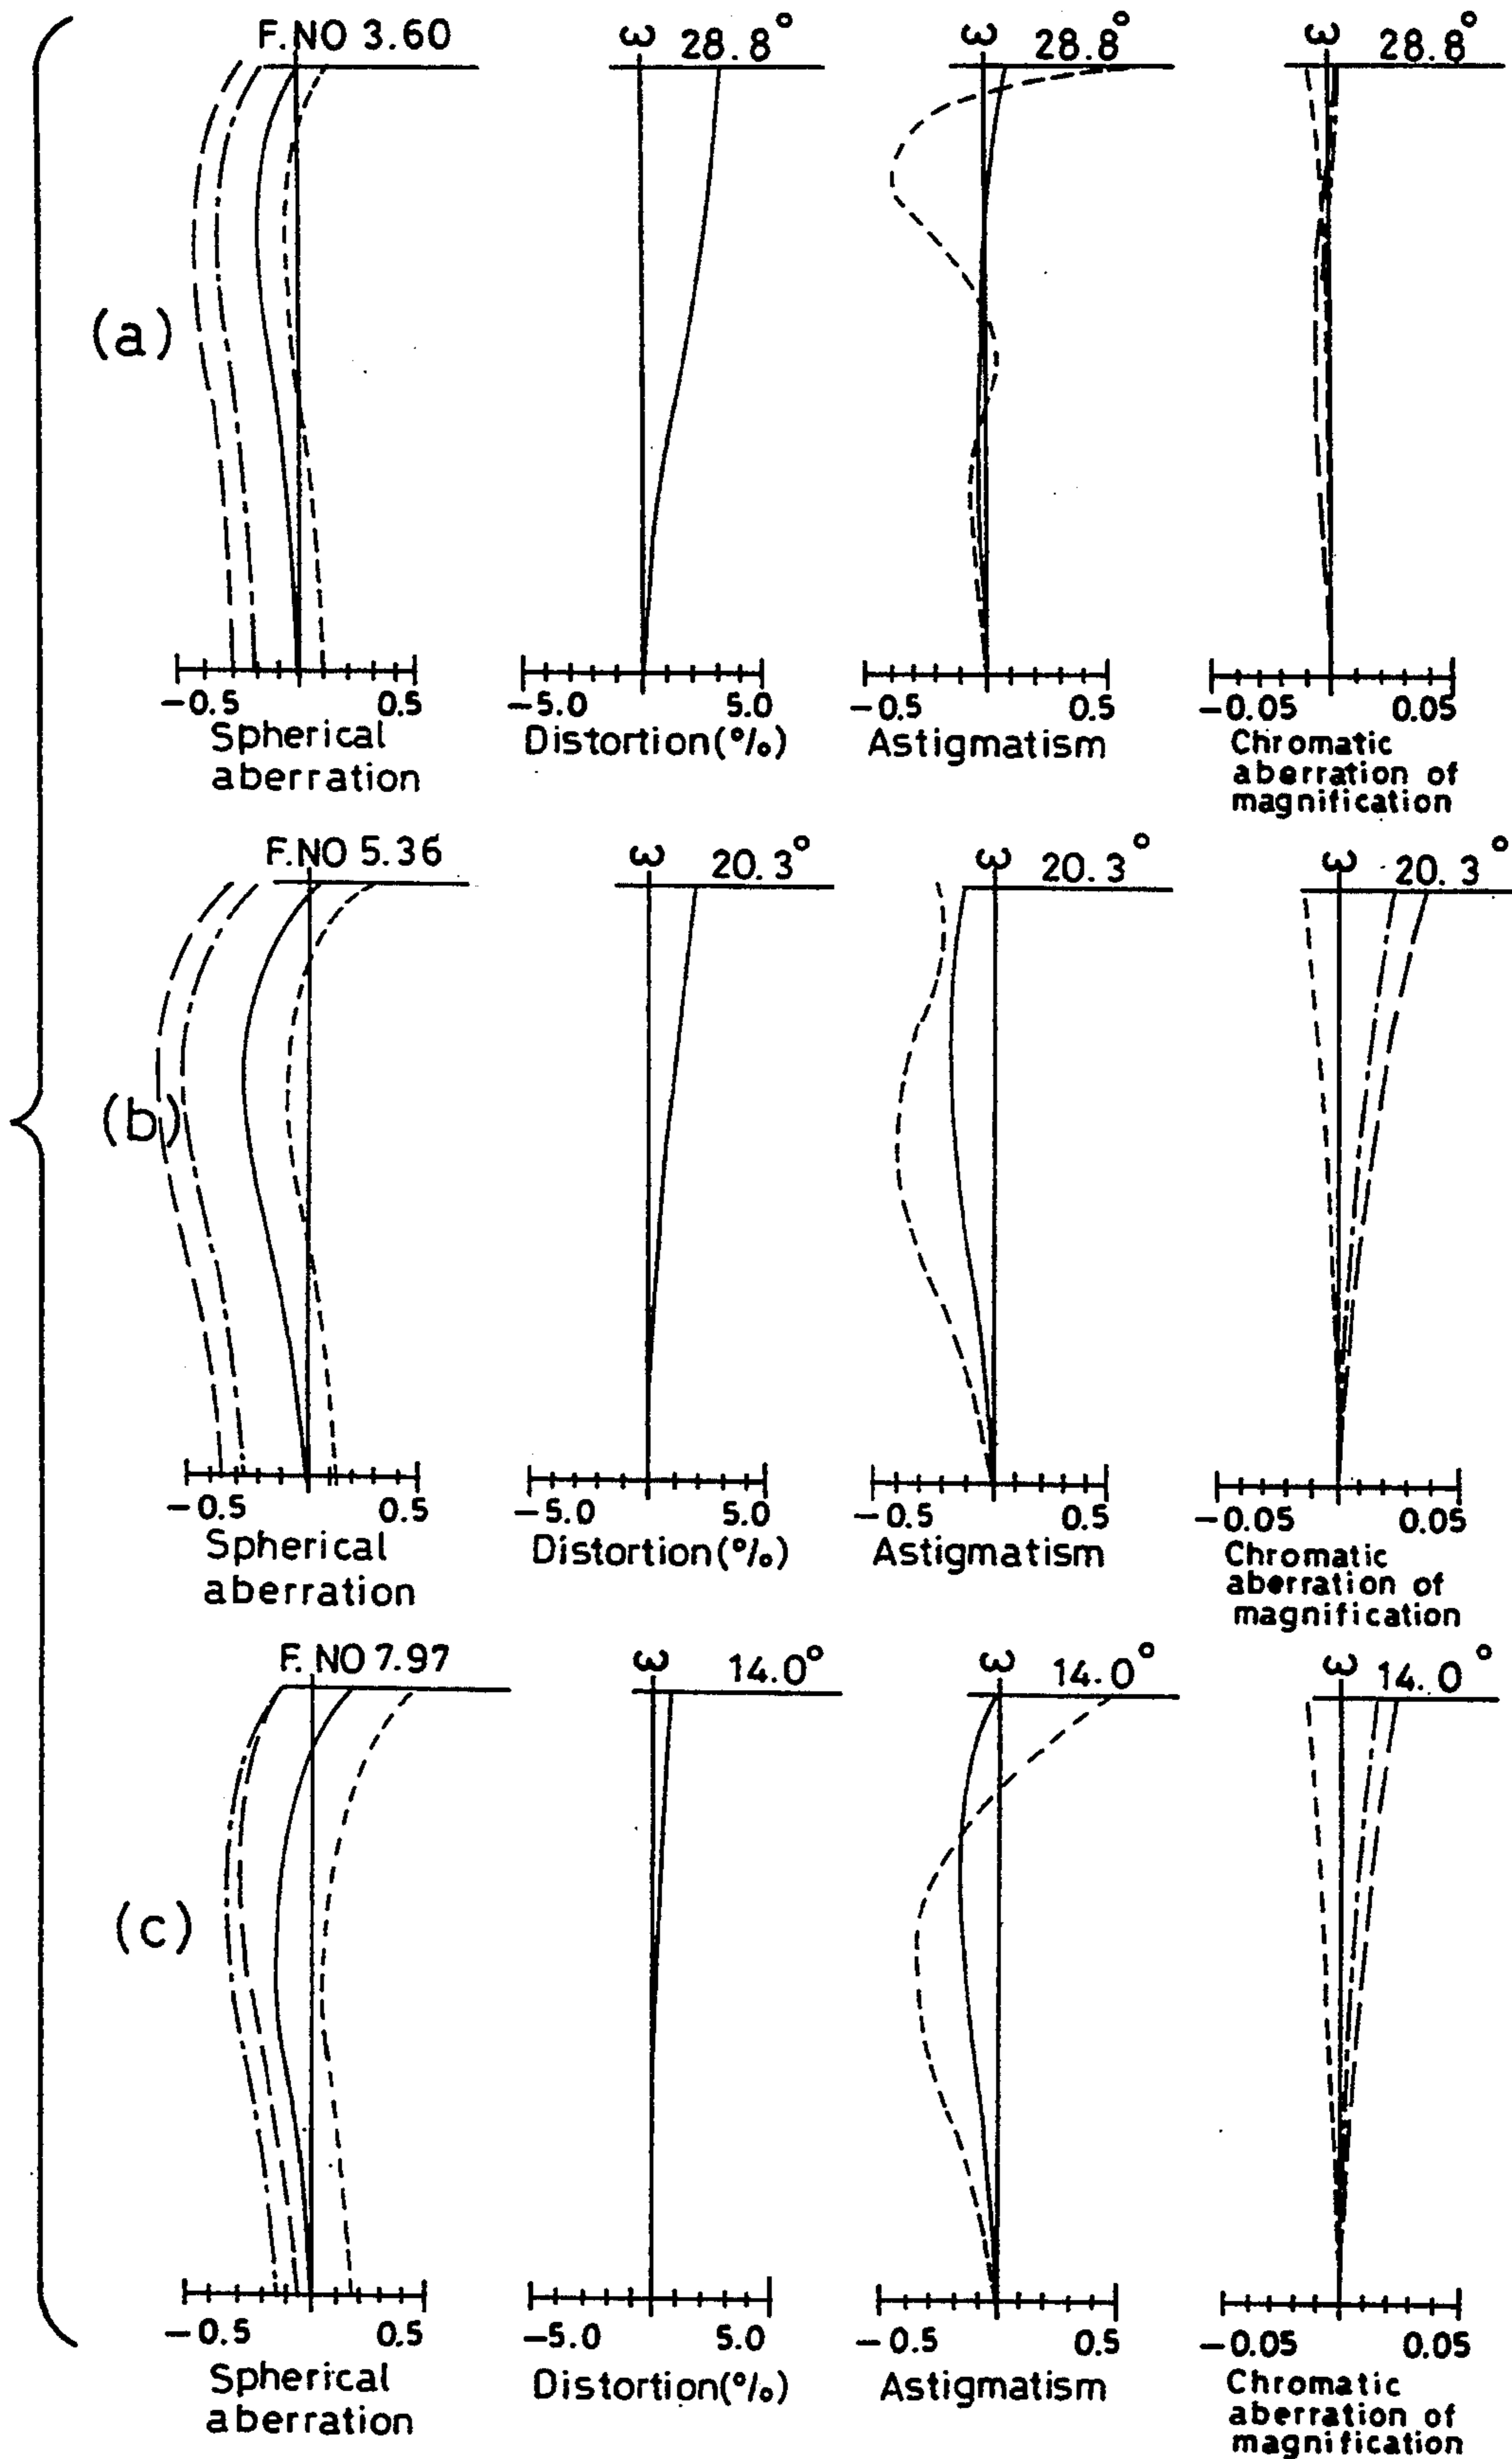 (a)
F.NO 3.60
-0.5 0.5
Spherical
aberration
ω 28.8°
-5.0 5.0
Distortion(%)
ω 28.8°
-0.5 0.5
Astigmatism
ω 28.8°
-0.05 0.05
Chromatic
aberration of
magnification
(b)
F.NO 5.36
-0.5 0.5
Spherical
aberration
ω 20.3°
-5.0 5.0
Distortion(%)
ω 20.3°
-0.5 0.5
Astigmatism
ω 20.3°
-0.05 0.05
Chromatic
aberration of
magnification
(c)
F.NO 7.97
-0.5 0.5
Spherical
aberration
ω 14.0°
-5.0 5.0
Distortion(%)
ω 14.0°
-0.5 0.5
Astigmatism
ω 14.0°
-0.05 0.05
Chromatic
aberration of
magnification